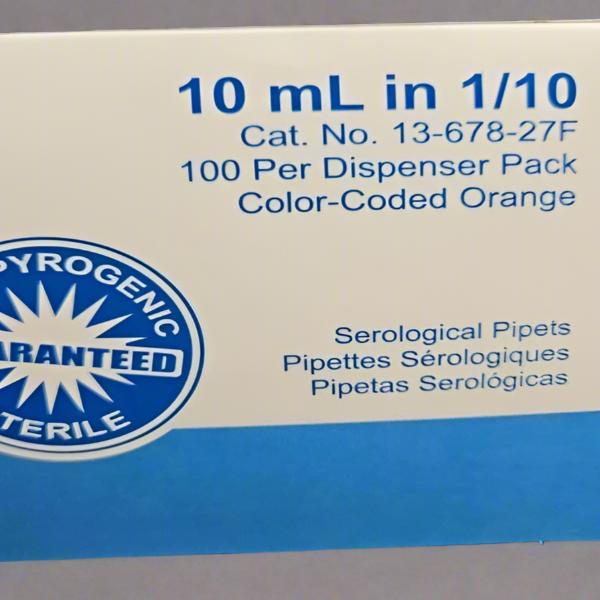 10 mL in 1/10
Cat. No. 13-678-27F
100 Per Dispenser Pack
Color-Coded Orange
PYROGENIC
ARANTEED
TERILE
Serological Pipets
Pipettes Sérologiques
Pipetas Serológicas